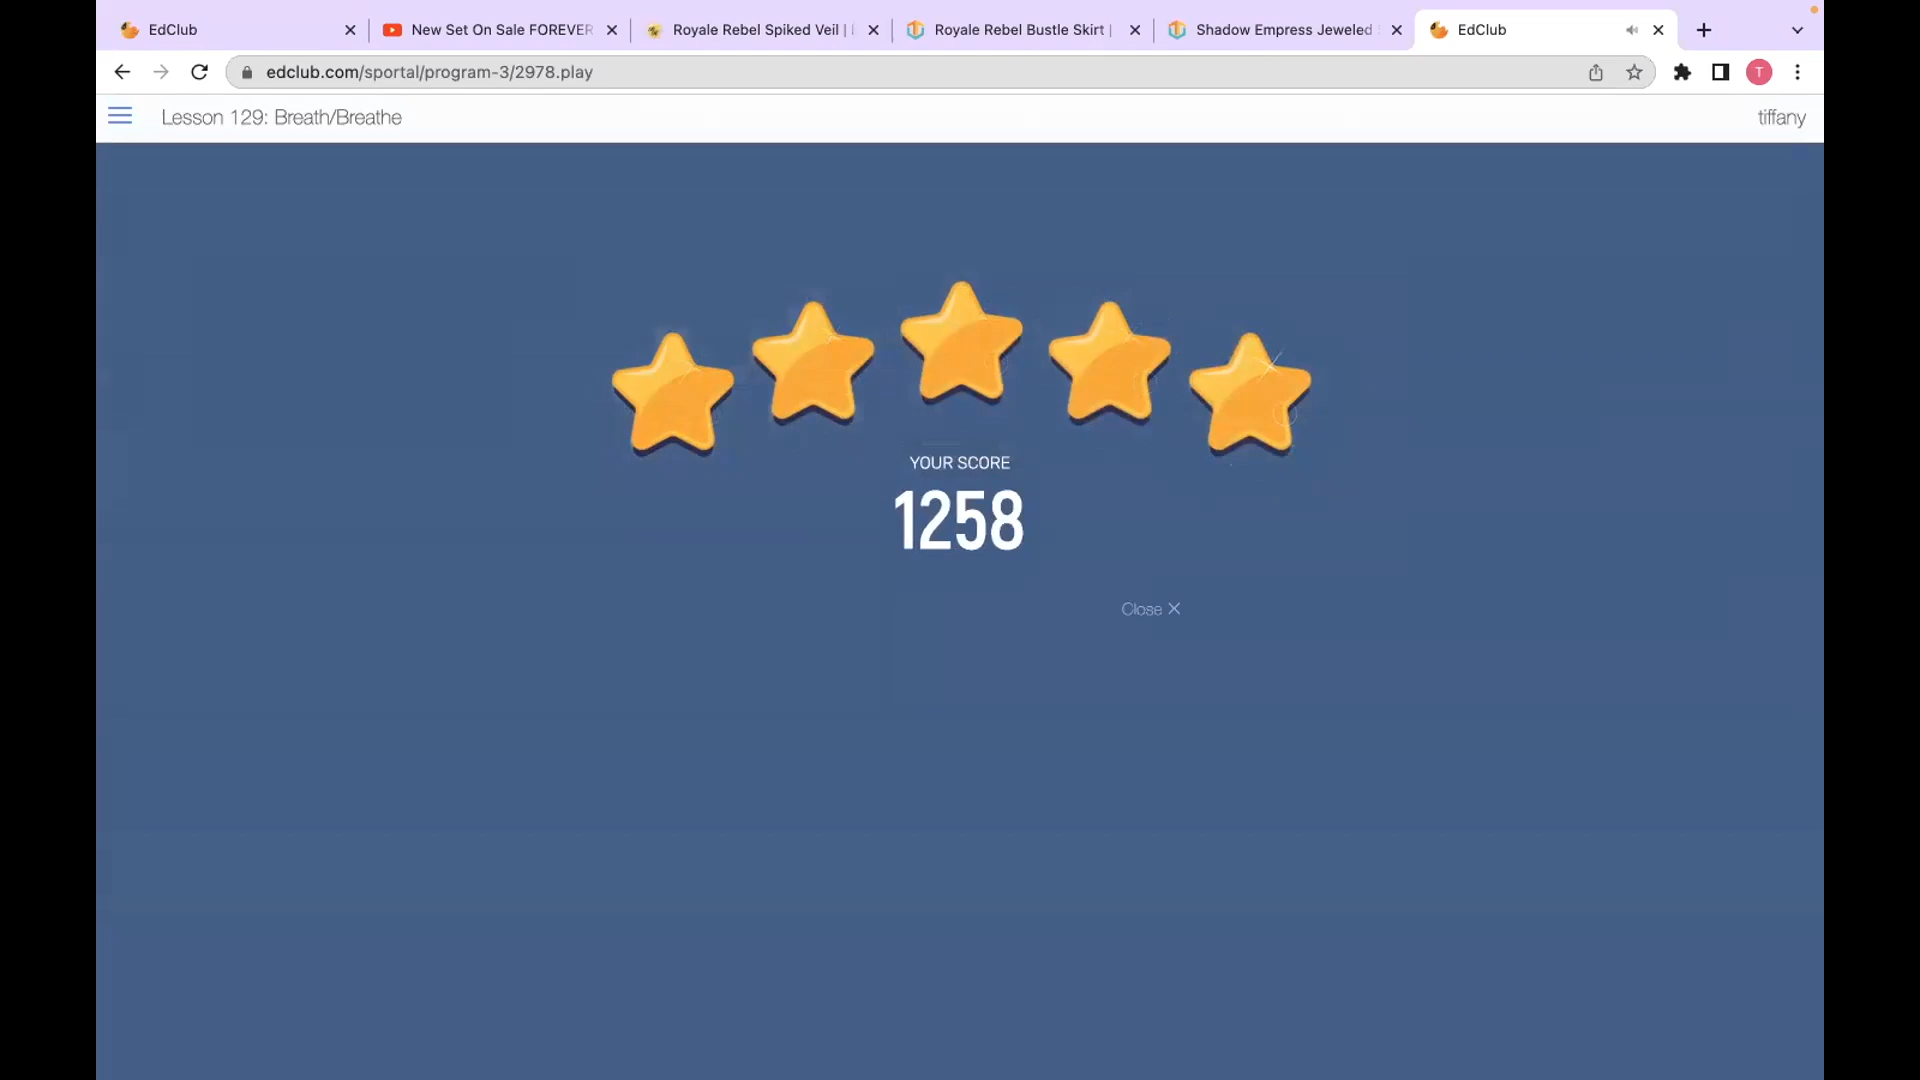 EdClub
New Set On Sale FOREVER
Royale Rebel Spiked Veil |
Royale Rebel Bustle Skirt |
Shadow Empress Jeweled
EdClub
edclub.com/sportal/program-3/2978.play
T
Lesson 129: Breath/Breathe
tiffany
YOUR SCORE
1258
Close